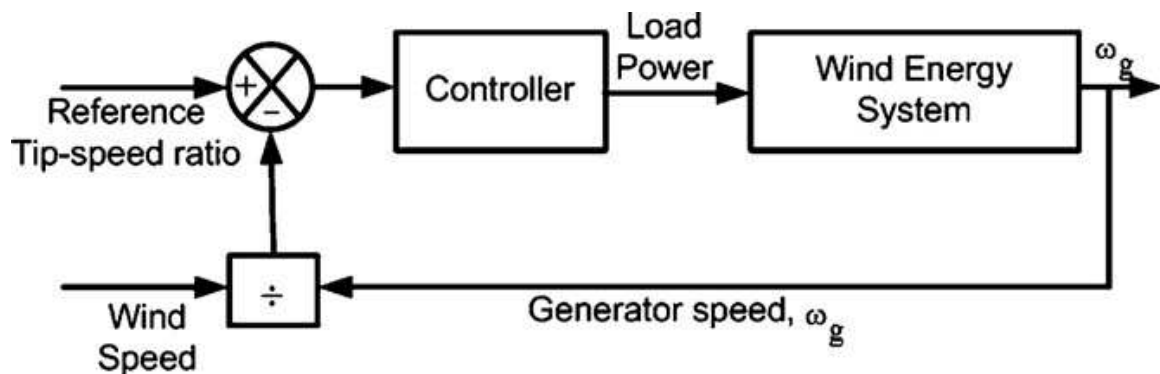 Reference
Tip-speed ratio
+
−
Controller
Load
Power
Wind Energy
System
ωg
Wind
Speed
÷
Generator speed, ωg